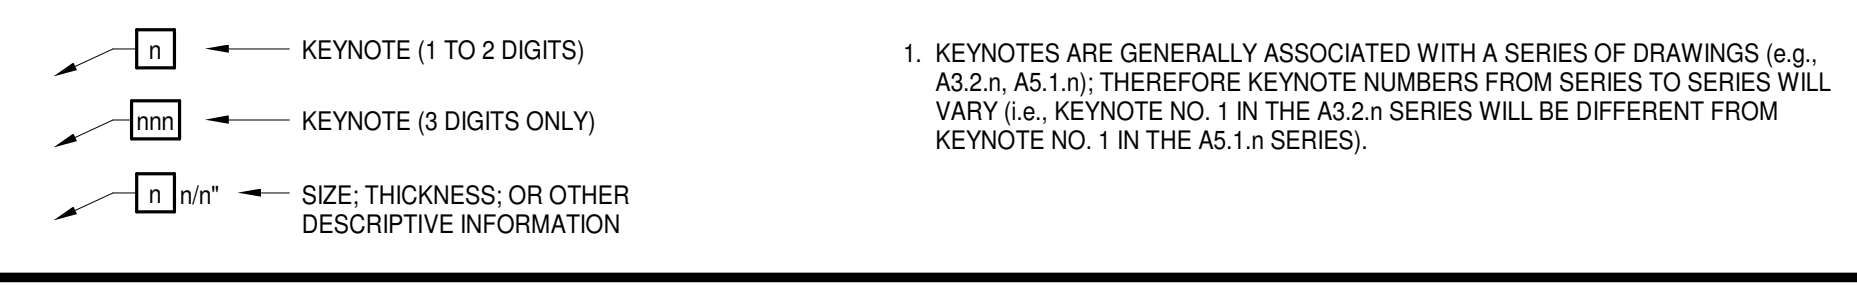 n KEYNOTE (1 TO 2 DIGITS)
nnn KEYNOTE (3 DIGITS ONLY)
n n/n" SIZE; THICKNESS; OR OTHER
DESCRIPTIVE INFORMATION
1. KEYNOTES ARE GENERALLY ASSOCIATED WITH A SERIES OF DRAWINGS (e.g.,
A3.2.n, A5.1.n); THEREFORE KEYNOTE NUMBERS FROM SERIES TO SERIES WILL
VARY (i.e., KEYNOTE NO. 1 IN THE A3.2.n SERIES WILL BE DIFFERENT FROM
KEYNOTE NO. 1 IN THE A5.1.n SERIES).